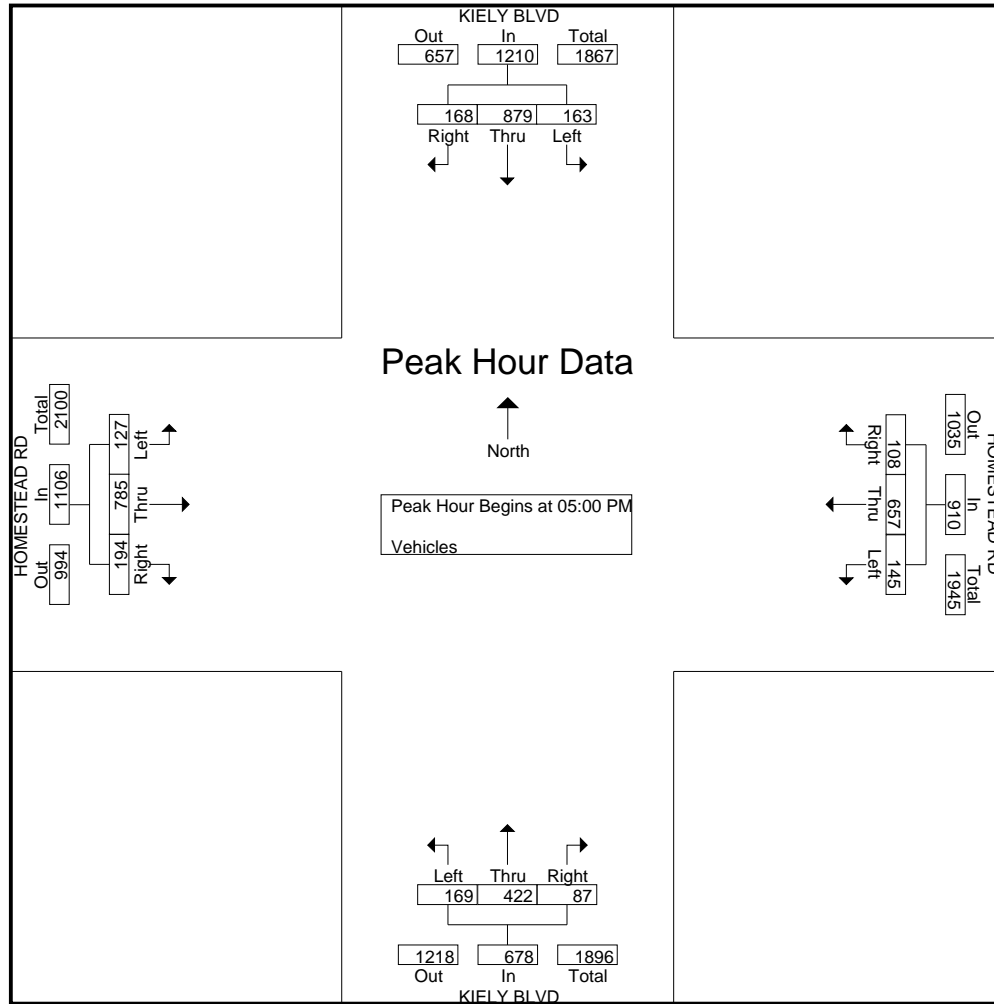 KIELY BLVD
Out In Total
657 1210 1867
168 879 163
Right Thru Left
Peak Hour Data
North
Peak Hour Begins at 05:00 PM
Vehicles
HOMESTEAD RD
Out In Total
994 1106 2100
194 785 127
Right Thru Left
HOMESTEAD RD
Out In Total
1035 910 1945
108 657 145
Right Thru Left
Left Thru Right
169 422 87
1218 678 1896
Out In Total
KIELY BLVD